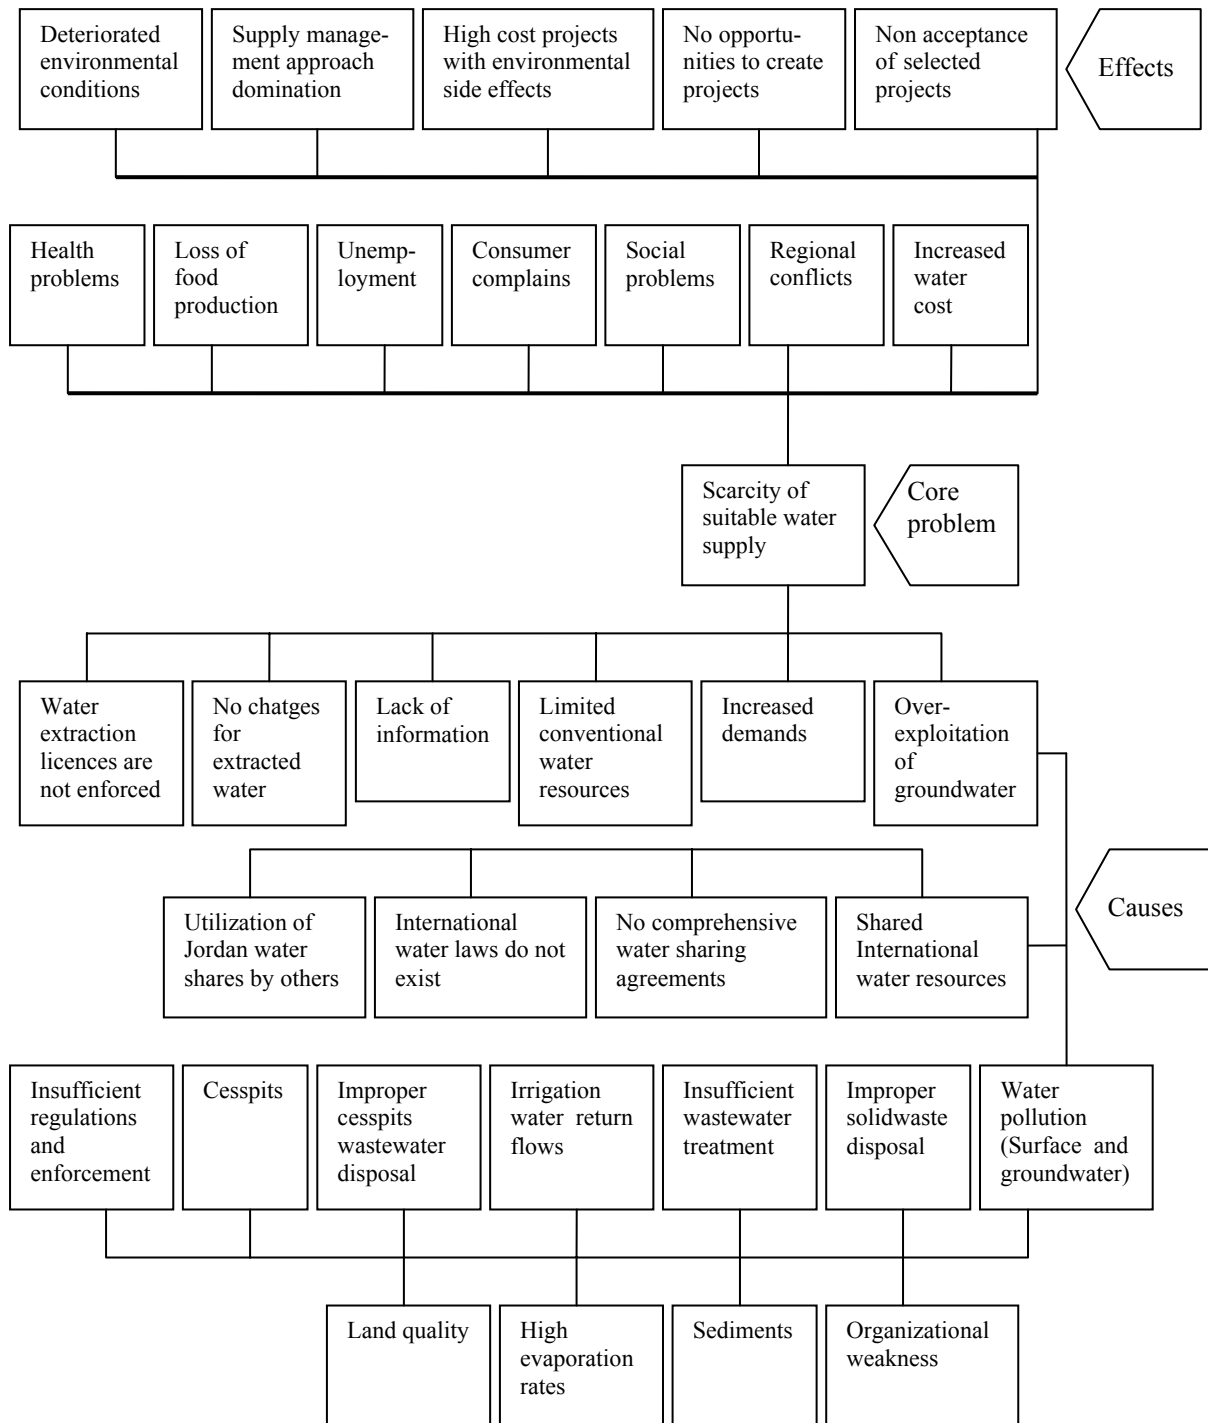 Deteriorated
environmental
conditions
Supply manage-
ment approach
domination
High cost projects
with environmental
side effects
No opportu-
nities to create
projects
Non acceptance
of selected
projects
Effects
Health
problems
Loss of
food
production
Unemp-
loyment
Consumer
complains
Social
problems
Regional
conflicts
Increased
water
cost
Scarcity of
suitable water
supply
Core
problem
Water
extraction
licences are
not enforced
No chatges
for
extracted
water
Lack of
information
Limited
conventional
water
resources
Increased
demands
Over-
exploitation
of
groundwater
Utilization of
Jordan water
shares by others
International
water laws do not
exist
No comprehensive
water sharing
agreements
Shared
International
water resources
Causes
Insufficient
regulations
and
enforcement
Cesspits
Improper
cesspits
wastewater
disposal
Irrigation
water return
flows
Insufficient
wastewater
treatment
Improper
solidwaste
disposal
Water
pollution
(Surface and
groundwater)
Land quality
High
evaporation
rates
Sediments
Organizational
weakness